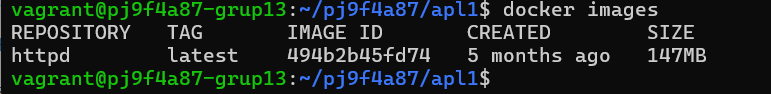 vagrant@pj9f4a87-grup13:~/pj9f4a87/apl1$ docker images
REPOSITORY   TAG       IMAGE ID       CREATED        SIZE
httpd        latest    494b2b45fd74   5 months ago   147MB
vagrant@pj9f4a87-grup13:~/pj9f4a87/apl1$